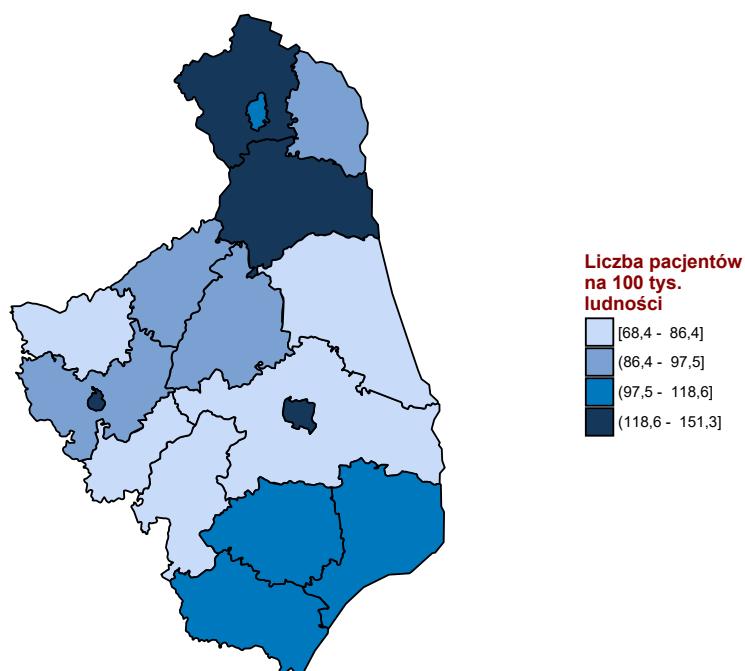 Liczba pacjentów
na 100 tys.
ludności
[68,4 - 86,4]
(86,4 - 97,5]
(97,5 - 118,6]
(118,6 - 151,3]